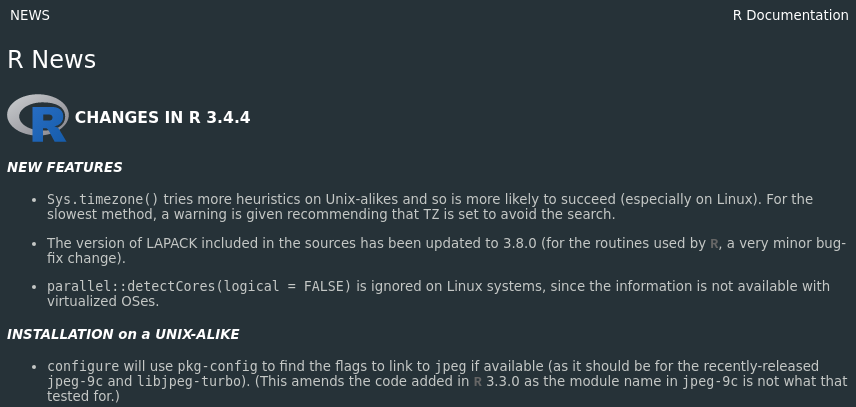 NEWS R Documentation
R News
R CHANGES IN R 3.4.4
NEW FEATURES
• Sys.timezone() tries more heuristics on Unix-alikes and so is more likely to succeed (especially on Linux). For the
slowest method, a warning is given recommending that TZ is set to avoid the search.
• The version of LAPACK included in the sources has been updated to 3.8.0 (for the routines used by R, a very minor bug-
fix change).
• parallel::detectCores(logical = FALSE) is ignored on Linux systems, since the information is not available with
virtualized OSes.
INSTALLATION on a UNIX-ALIKE
• configure will use pkg-config to find the flags to link to jpeg if available (as it should be for the recently-released
jpeg-9c and libjpeg-turbo). (This amends the code added in R 3.3.0 as the module name in jpeg-9c is not what that
tested for.)